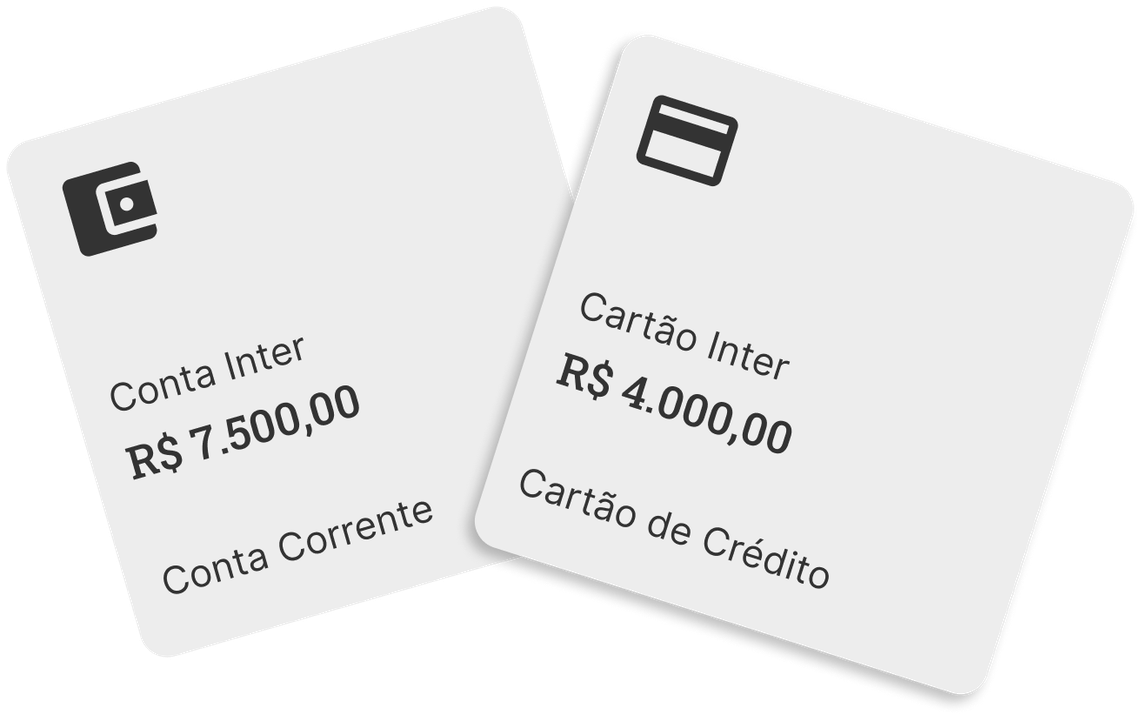 Conta Inter
R$ 7.500,00
Conta Corrente
Cartão Inter
R$ 4.000,00
Cartão de Crédito